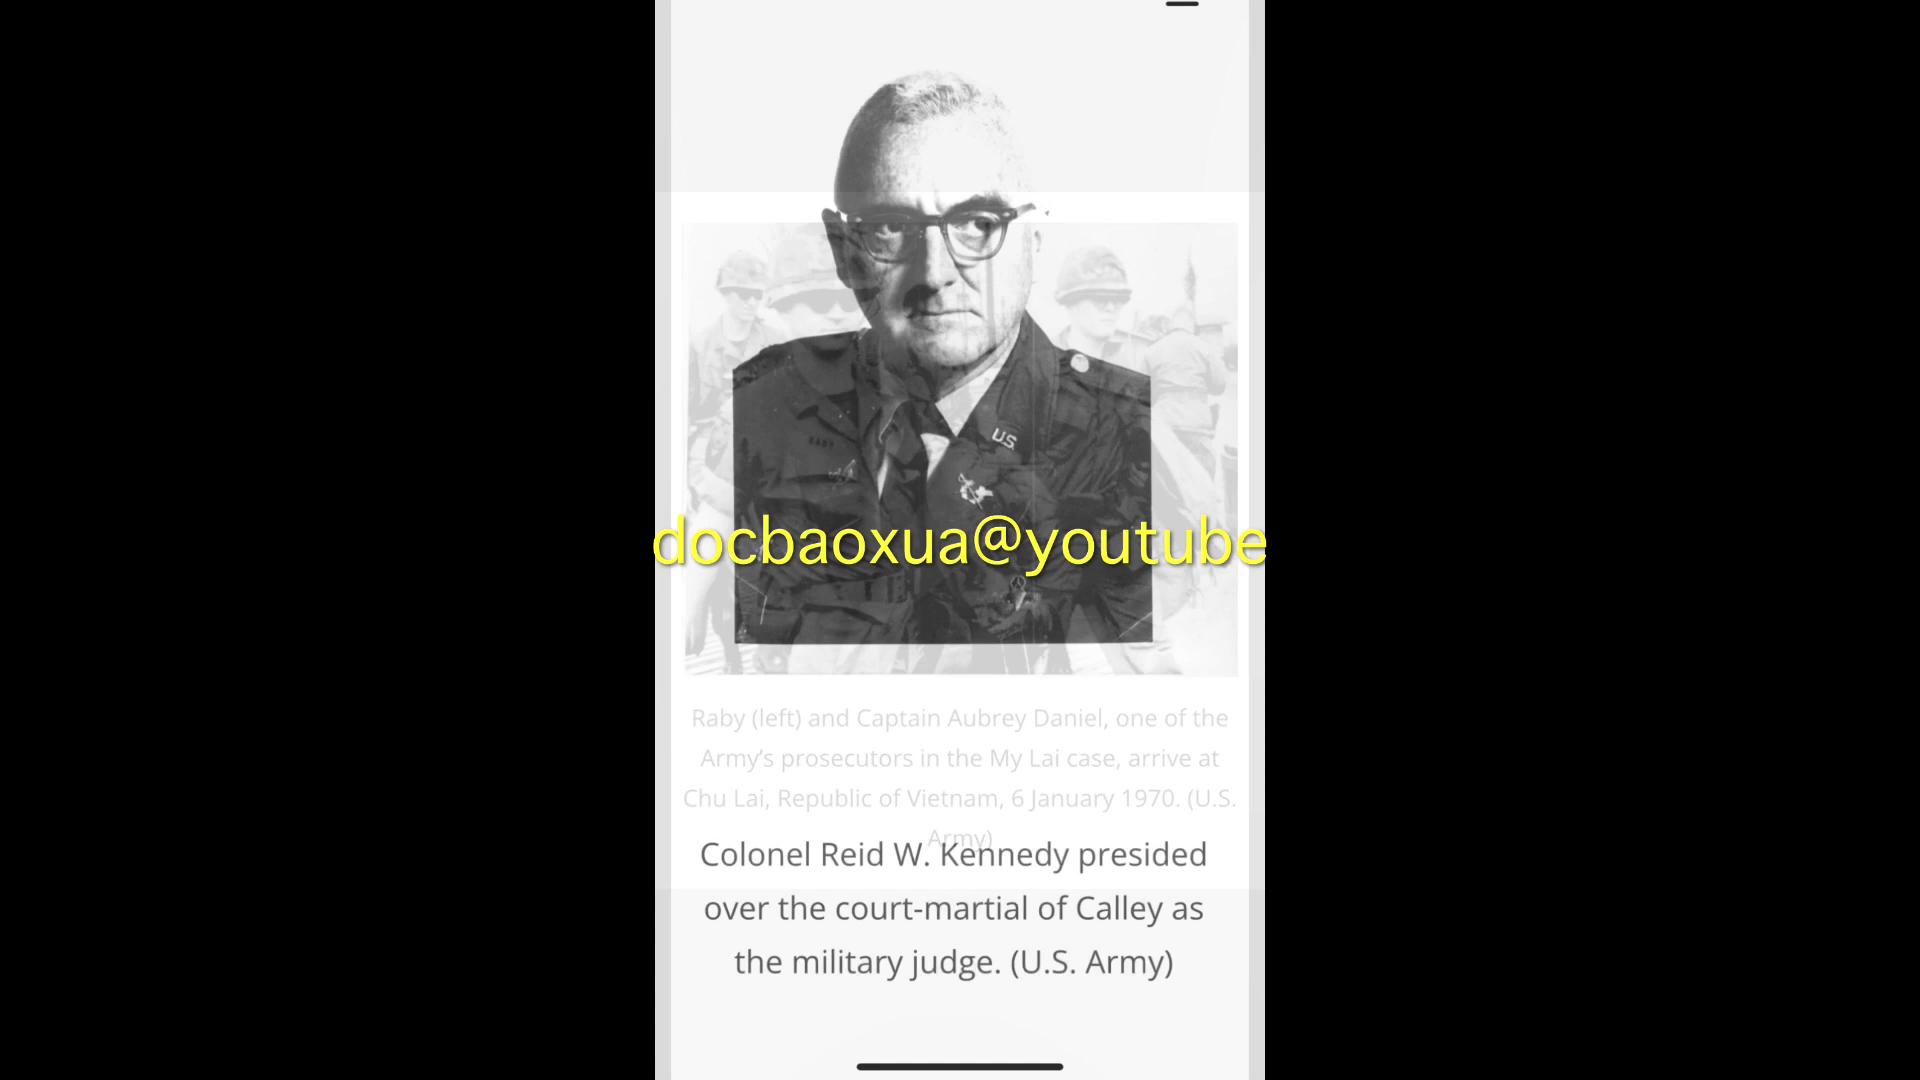 U.S.
docbaoxua@youtube
Raby (left) and Captain Aubrey Daniel, one of the
Army’s prosecutors in the My Lai case, arrive at
Chu Lai, Republic of Vietnam, 6 January 1970. (U.S.
Army)
Colonel Reid W. Kennedy presided
over the court-martial of Calley as
the military judge. (U.S. Army)